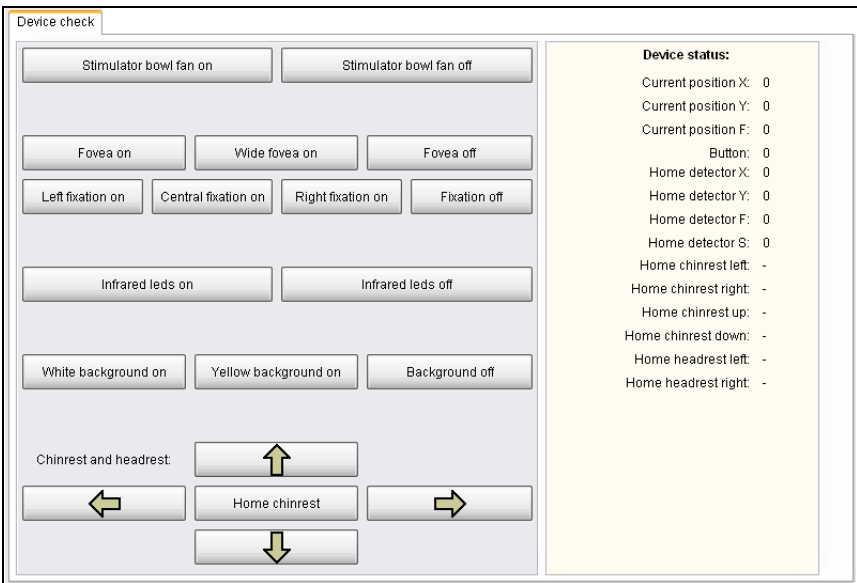 Device check
Stimulator bowl fan on
Stimulator bowl fan off
Fovea on
Wide fovea on
Fovea off
Left fixation on
Central fixation on
Right fixation on
Fixation off
Infrared leds on
Infrared leds off
White background on
Yellow background on
Background off
Chinrest and headrest:
Home chinrest
Device status:
Current position X: 0
Current position Y: 0
Current position F: 0
Button: 0
Home detector X: 0
Home detector Y: 0
Home detector F: 0
Home detector S: 0
Home chinrest left: -
Home chinrest right: -
Home chinrest up: -
Home chinrest down: -
Home headrest left: -
Home headrest right: -